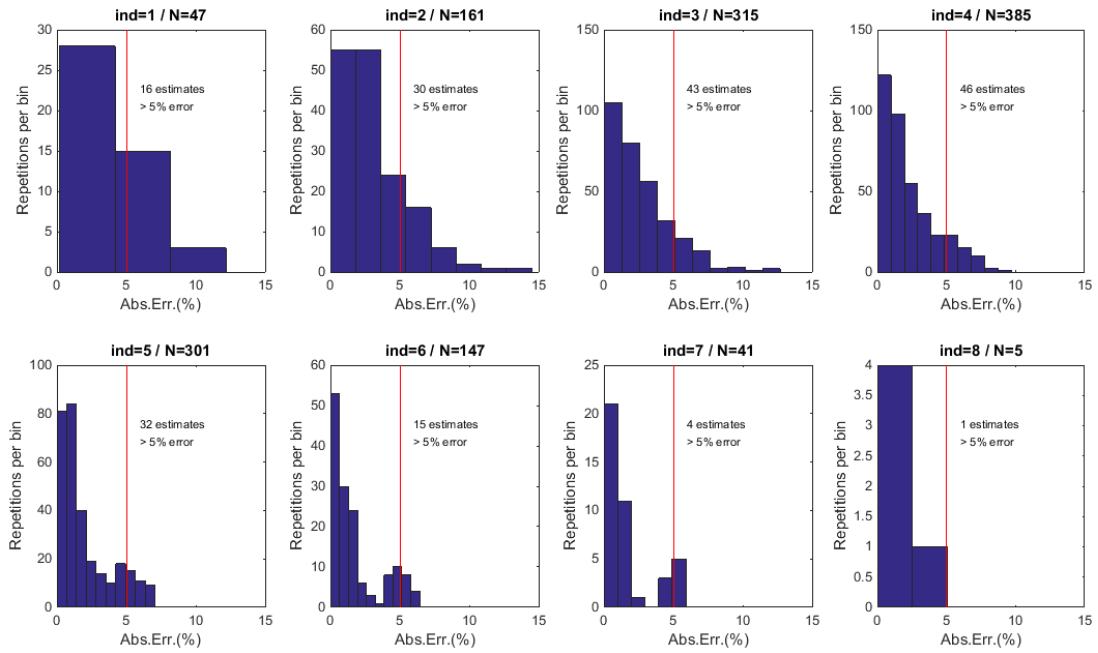 ind=1 / N=47
30
25
20
15
10
5
0
0 5 10 15
Repetitions per bin
Abs.Err.(%)
16 estimates
> 5% error
ind=2 / N=161
60
50
40
30
20
10
0
0 5 10 15
Repetitions per bin
Abs.Err.(%)
30 estimates
> 5% error
ind=3 / N=315
150
100
50
0
0 5 10 15
Repetitions per bin
Abs.Err.(%)
43 estimates
> 5% error
ind=4 / N=385
150
100
50
0
0 5 10 15
Repetitions per bin
Abs.Err.(%)
46 estimates
> 5% error
ind=5 / N=301
100
80
60
40
20
0
0 5 10 15
Repetitions per bin
Abs.Err.(%)
32 estimates
> 5% error
ind=6 / N=147
60
50
40
30
20
10
0
0 5 10 15
Repetitions per bin
Abs.Err.(%)
15 estimates
> 5% error
ind=7 / N=41
25
20
15
10
5
0
0 5 10 15
Repetitions per bin
Abs.Err.(%)
4 estimates
> 5% error
ind=8 / N=5
4
3.5
3
2.5
2
1.5
1
0.5
0
0 5 10 15
Repetitions per bin
Abs.Err.(%)
1 estimates
> 5% error